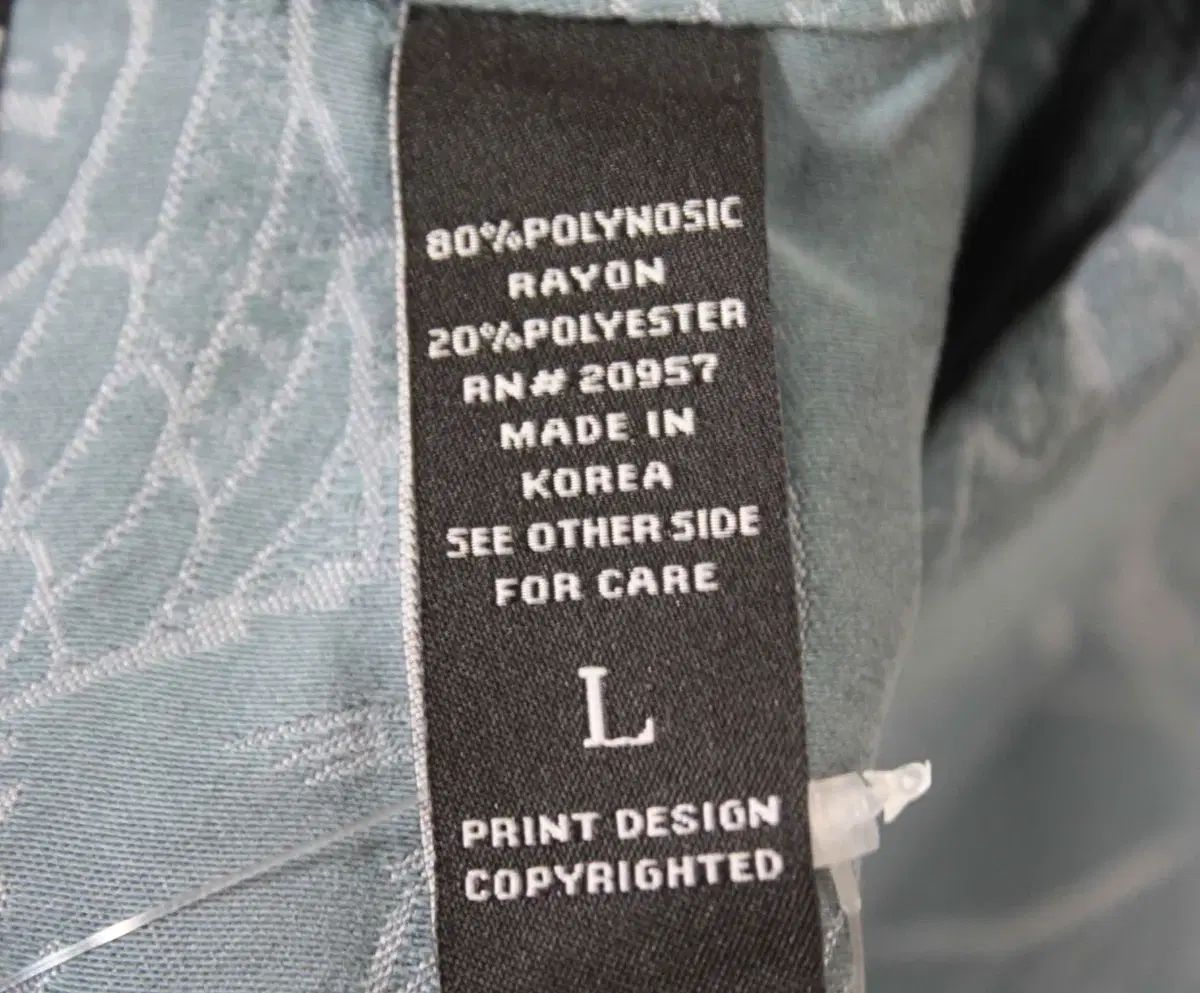 80%POLYNOSIC
RAYON
20%POLYESTER
RN# 20957
MADE IN
KOREA
SEE OTHER SIDE
FOR CARE
L
PRINT DESIGN
COPYRIGHTED